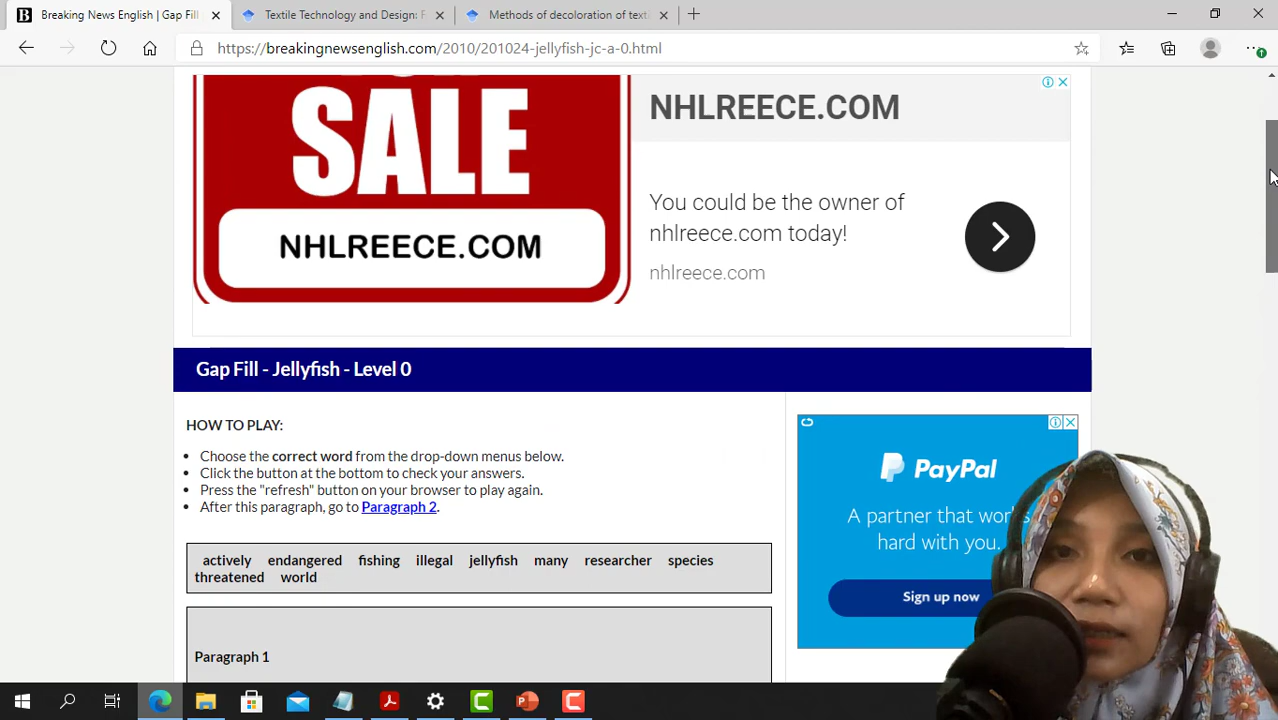 Breaking News English | Gap Fill
Textile Technology and Design: F
Methods of decoloration of text
https://breakingnewsenglish.com/2010/201024-jellyfish-jc-a-0.html
SALE
NHLREECE.COM
NHLREECE.COM
You could be the owner of
nhlreece.com today!
nhlreece.com
Gap Fill - Jellyfish - Level 0
HOW TO PLAY:
Choose the correct word from the drop-down menus below.
Click the button at the bottom to check your answers.
Press the "refresh" button on your browser to play again.
After this paragraph, go to Paragraph 2.
actively endangered fishing illegal jellyfish many researcher species
threatened world
Paragraph 1
PayPal
A partner that works
hard with you.
Sign up now